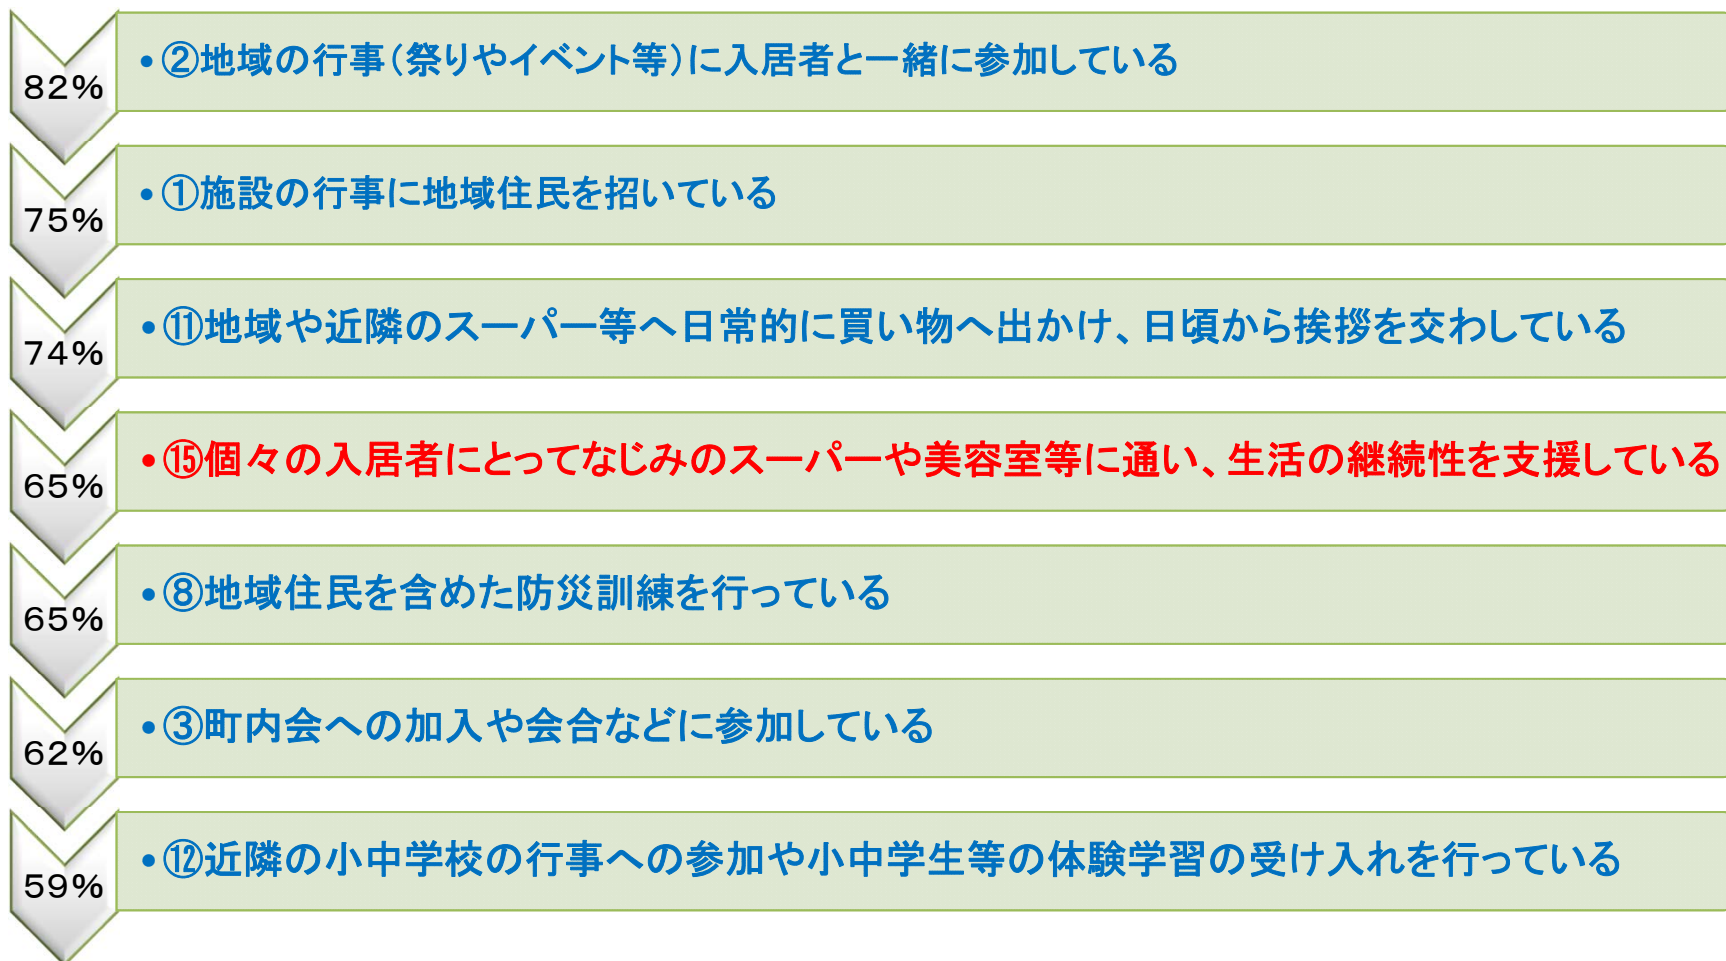 82%
• ②地域の行事(祭りやイベント等)に入居者と一緒に参加している
75%
• ①施設の行事に地域住民を招いている
74%
• ⑪地域や近隣のスーパー等へ日常的に買い物へ出かけ、日頃から挨拶を交わしている
65%
• ⑮個々の入居者にとってなじみのスーパーや美容室等に通い、生活の継続性を支援している
65%
• ⑧地域住民を含めた防災訓練を行っている
62%
• ③町内会への加入や会合などに参加している
59%
• ⑫近隣の小中学校の行事への参加や小中学生等の体験学習の受け入れを行っている